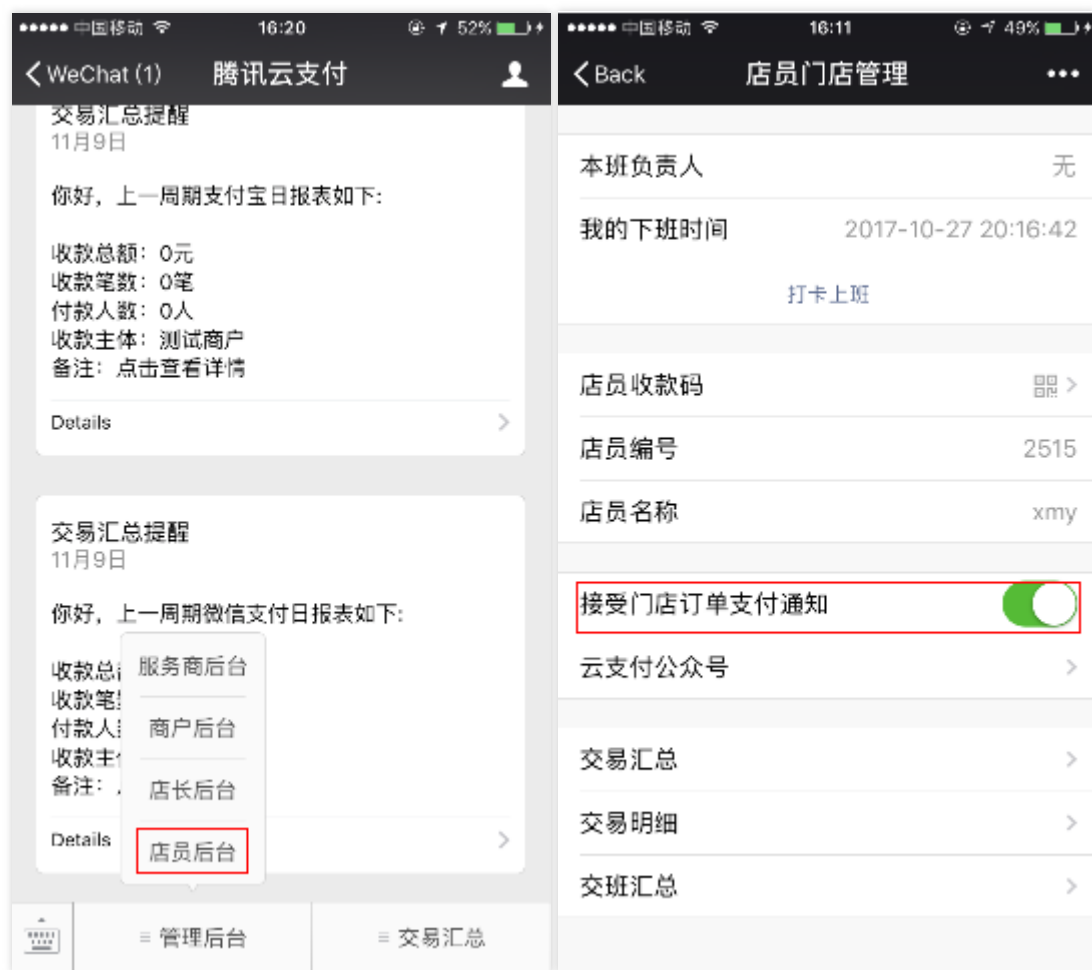 中国移动 16:20 52%
WeChat (1) 腾讯云支付
交易汇总提醒
11月9日
你好，上一周期支付宝日报表如下:
收款总额：0元
收款笔数：0笔
付款人数：0人
收款主体：测试商户
备注：点击查看详情
Details
交易汇总提醒
11月9日
你好，上一周期微信支付日报表如下:
收款总
收款笔
付款人
收款主
备注：
Details
服务商后台
商户后台
店长后台
店员后台
管理后台
交易汇总
中国移动 16:11 49%
Back 店员门店管理
本班负责人 无
我的下班时间 2017-10-27 20:16:42
打卡上班
店员收款码
店员编号 2515
店员名称 xmy
接受门店订单支付通知
云支付公众号
交易汇总
交易明细
交班汇总